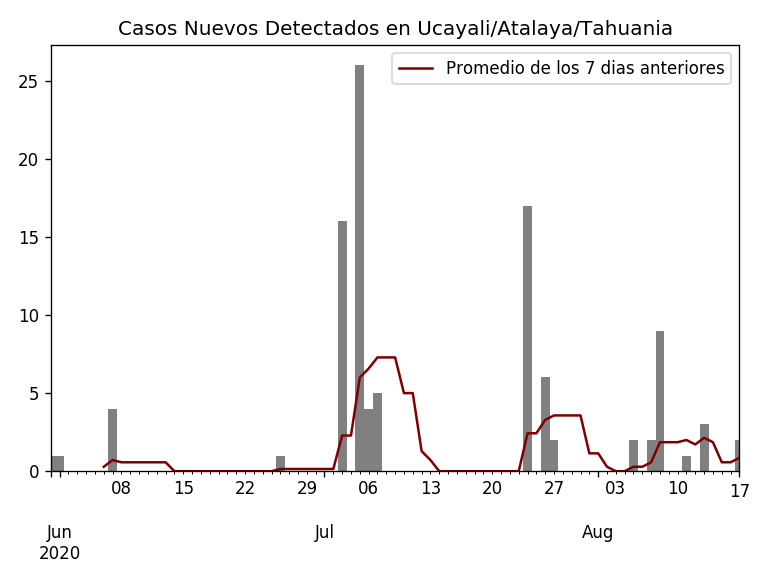 Casos Nuevos Detectados en Ucayali/Atalaya/Tahuania
Promedio de los 7 dias anteriores
25
20
15
10
5
0
08 15 22 29 06 13 20 27 03 10 17
Jun Jul Aug
2020